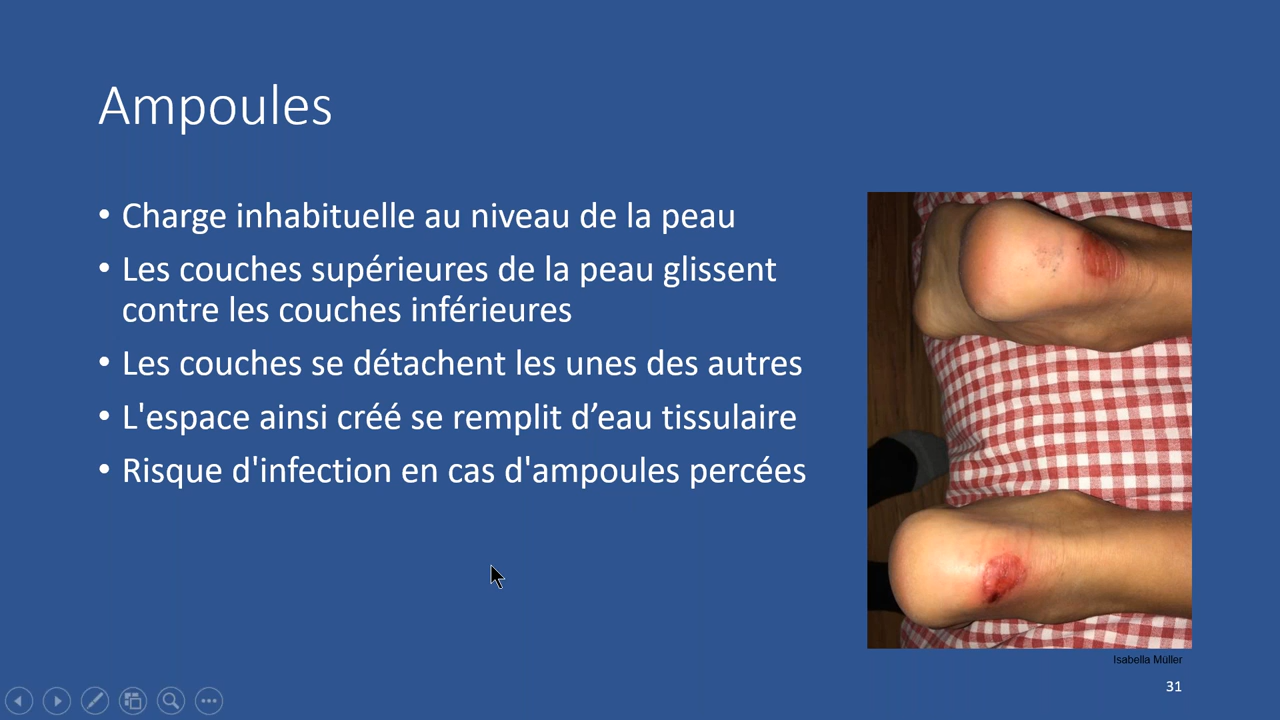 Ampoules
• Charge inhabituelle au niveau de la peau
• Les couches supérieures de la peau glissent
contre les couches inférieures
• Les couches se détachent les unes des autres
• L'espace ainsi créé se remplit d’eau tissulaire
• Risque d'infection en cas d'ampoules percées
Isabella Müller
31